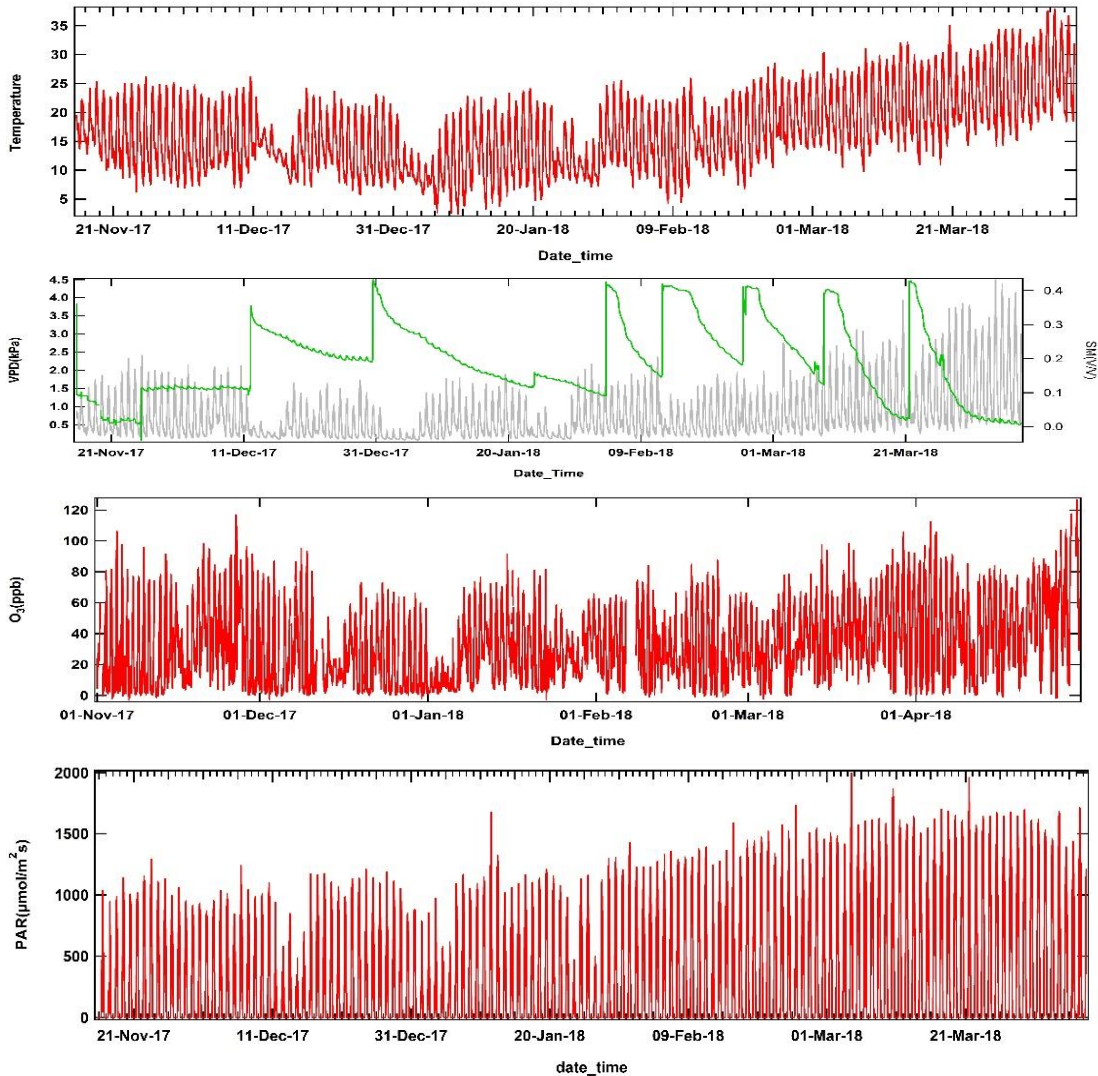 Temperature
35
30
25
20
15
10
5
21-Nov-17 11-Dec-17 31-Dec-17 20-Jan-18 09-Feb-18 01-Mar-18 21-Mar-18
Date_time
VPD(kPa)
4.5
4.0
3.5
3.0
2.5
2.0
1.5
1.0
0.5
0.4
0.3
0.2
0.1
0.0
SM(V/V)
21-Nov-17 11-Dec-17 31-Dec-17 20-Jan-18 09-Feb-18 01-Mar-18 21-Mar-18
Date_Time
O₃(ppb)
120
100
80
60
40
20
0
01-Nov-17 01-Dec-17 01-Jan-18 01-Feb-18 01-Mar-18 01-Apr-18
Date_time
PAR(μmol/m²s)
2000
1500
1000
500
0
21-Nov-17 11-Dec-17 31-Dec-17 20-Jan-18 09-Feb-18 01-Mar-18 21-Mar-18
date_time